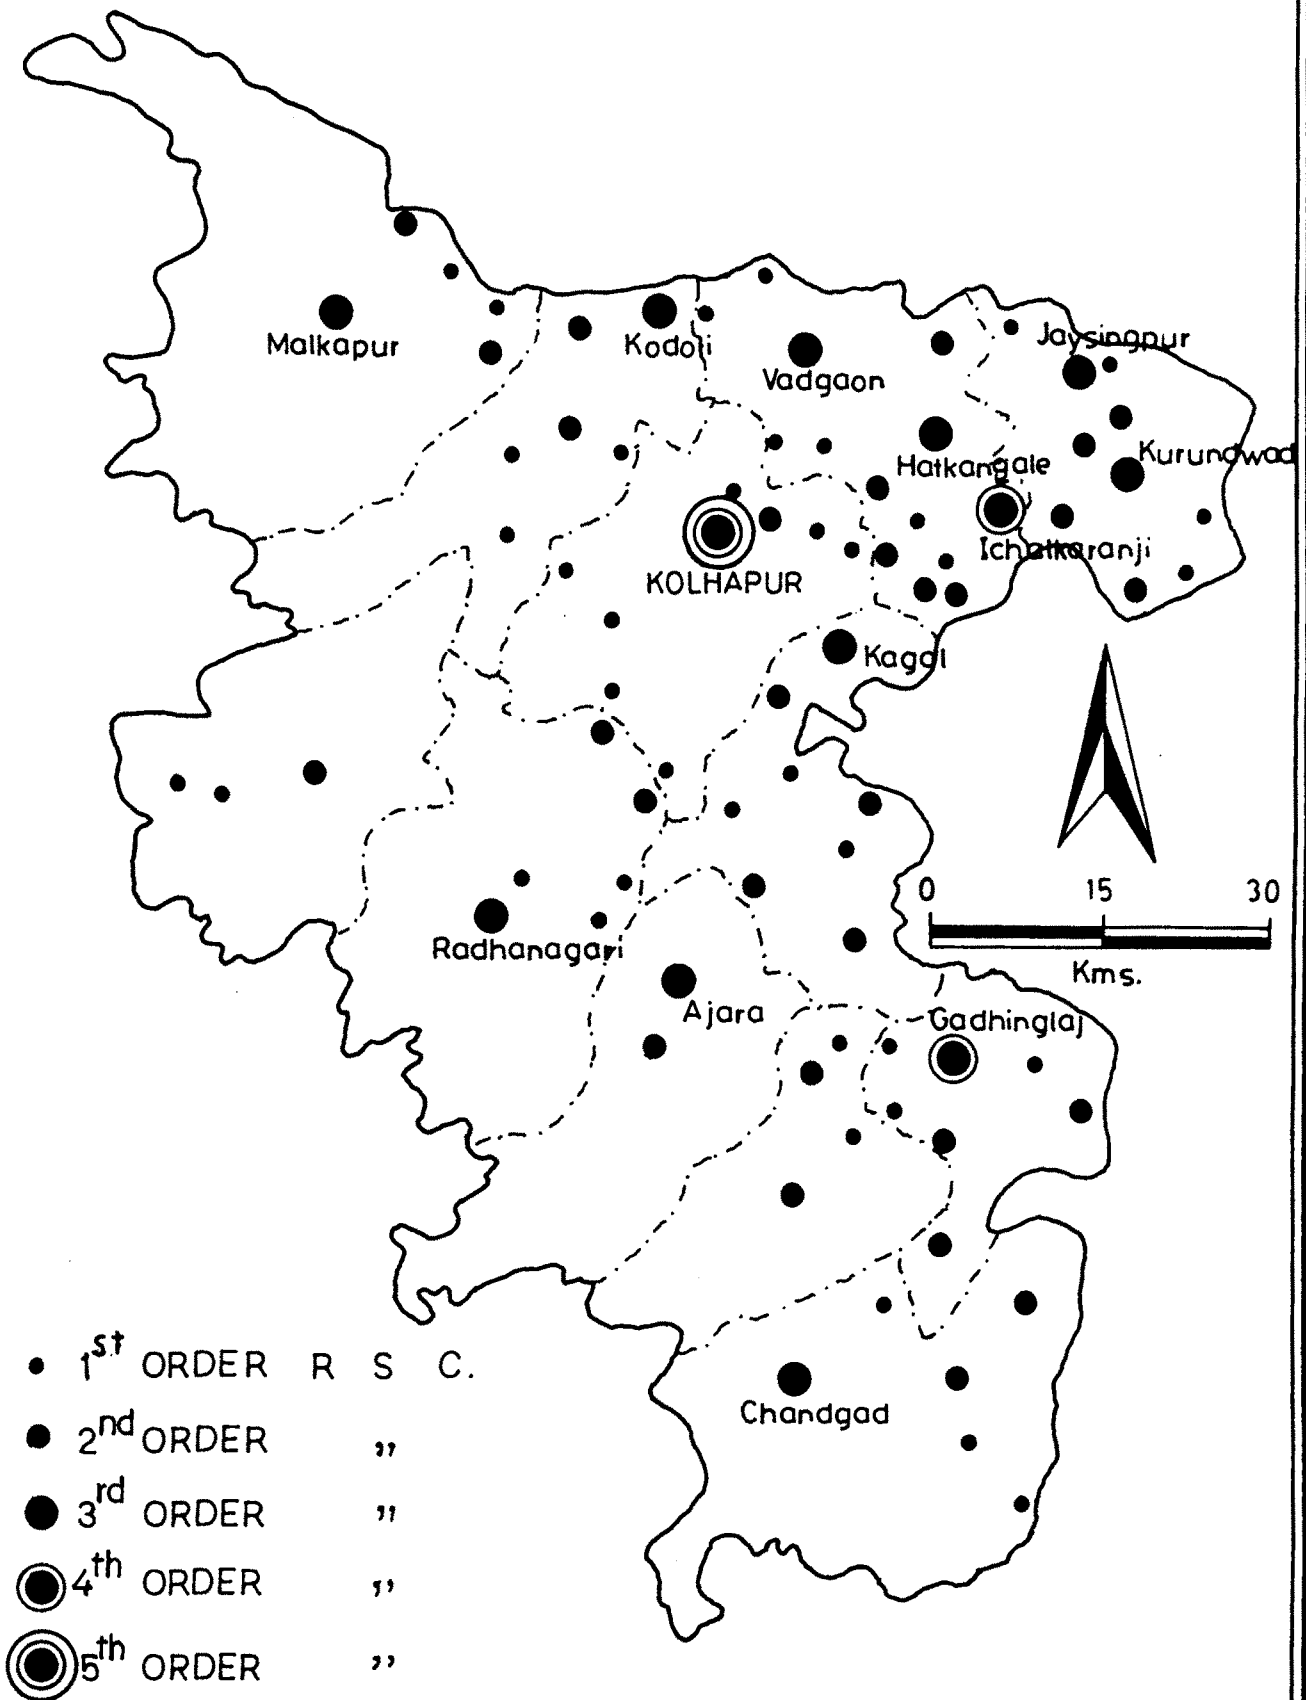 Malkapur
Kodoli
Vadgaon
Jaysingpur
Hatkangale
Kurundwad
Ichalkaranji
KOLHAPUR
Kagal
0 15 30
Kms.
Radhanagari
Ajara
Gadhinglaj
Chandgad
1st ORDER R S C.
2nd ORDER ,,
3rd ORDER ,,
4th ORDER ,,
5th ORDER ,,